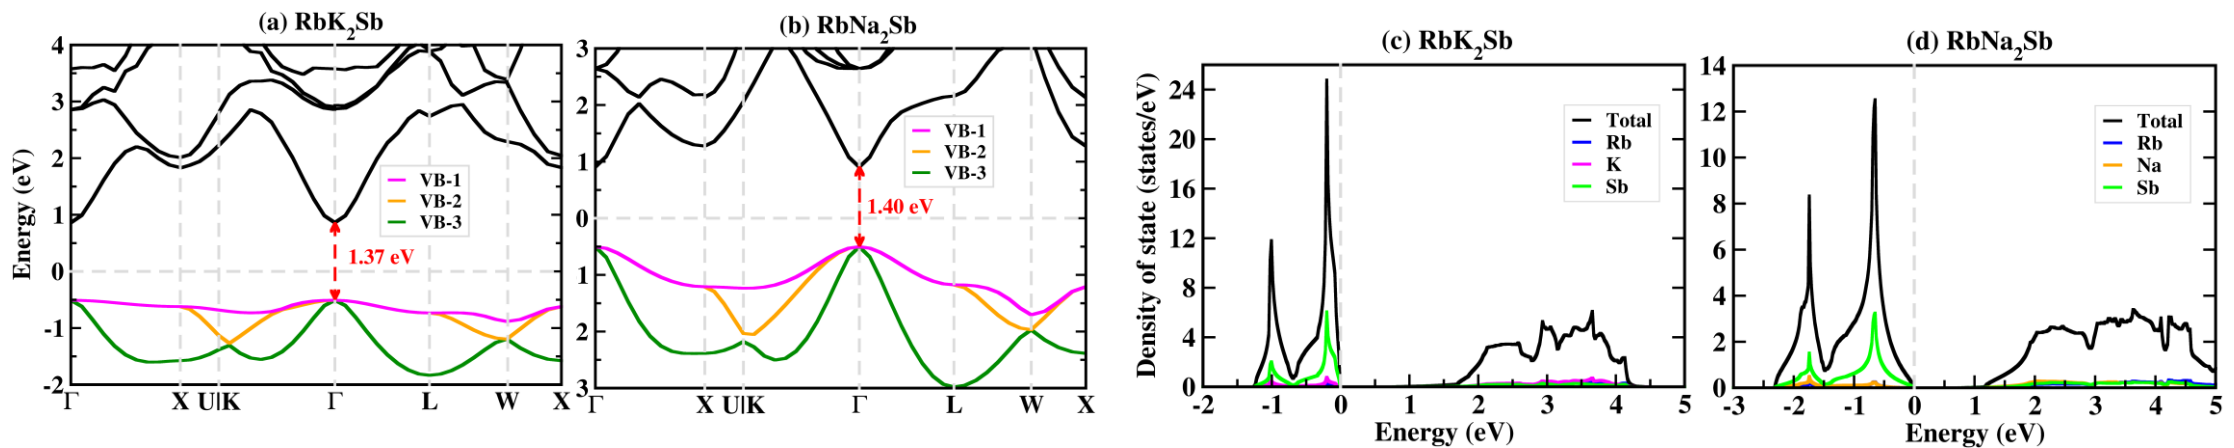 (a) RbK2Sb
Energy (eV)
4
3
2
1
0
-1
-2
VB-1
VB-2
VB-3
1.37 eV
Γ X U|K Γ L W X
(b) RbNa2Sb
3
2
1
0
1
2
3
VB-1
VB-2
VB-3
1.40 eV
Γ X U|K Γ L W X
(c) RbK2Sb
Density of state (states/eV)
24
20
16
12
8
4
0
Total
Rb
K
Sb
-2 -1 0 1 2 3 4 5
Energy (eV)
(d) RbNa2Sb
14
12
10
8
6
4
2
0
Total
Rb
Na
Sb
-3 -2 -1 0 1 2 3 4 5
Energy (eV)